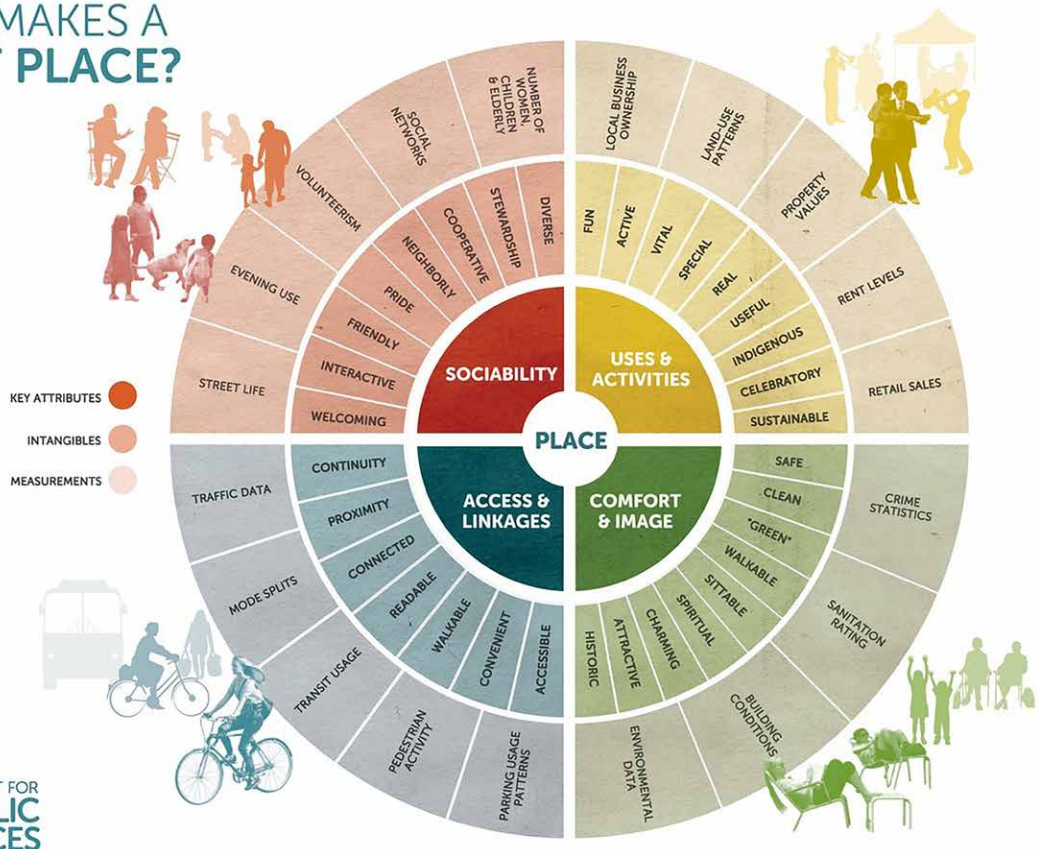 MAKES A
PLACE?
KEY ATTRIBUTES
INTANGIBLES
MEASUREMENTS
PLACE
SOCIABILITY
WELCOMING
INTERACTIVE
FRIENDLY
PRIDE
NEIGHBORLY
COOPERATIVE
STEWARDSHIP
DIVERSE
STREET LIFE
EVENING USE
VOLUNTEERISM
SOCIAL
NETWORKS
NUMBER OF
WOMEN,
CHILDREN
& ELDERLY
USES &
ACTIVITIES
FUN
ACTIVE
VITAL
SPECIAL
REAL
USEFUL
INDIGENOUS
CELEBRATORY
SUSTAINABLE
LOCAL BUSINESS
OWNERSHIP
LAND-USE
PATTERNS
PROPERTY
VALUES
RENT LEVELS
RETAIL SALES
COMFORT
& IMAGE
SAFE
CLEAN
"GREEN"
WALKABLE
SITTABLE
SPIRITUAL
CHARMING
ATTRACTIVE
HISTORIC
CRIME
STATISTICS
SANITATION
RATING
BUILDING
CONDITIONS
ENVIRONMENTAL
DATA
ACCESS &
LINKAGES
CONTINUITY
PROXIMITY
CONNECTED
READABLE
WALKABLE
CONVENIENT
ACCESSIBLE
TRAFFIC DATA
MODE SPLITS
TRANSIT USAGE
PEDESTRIAN
ACTIVITY
PARKING USAGE
PATTERNS
T FOR
LIC
CES